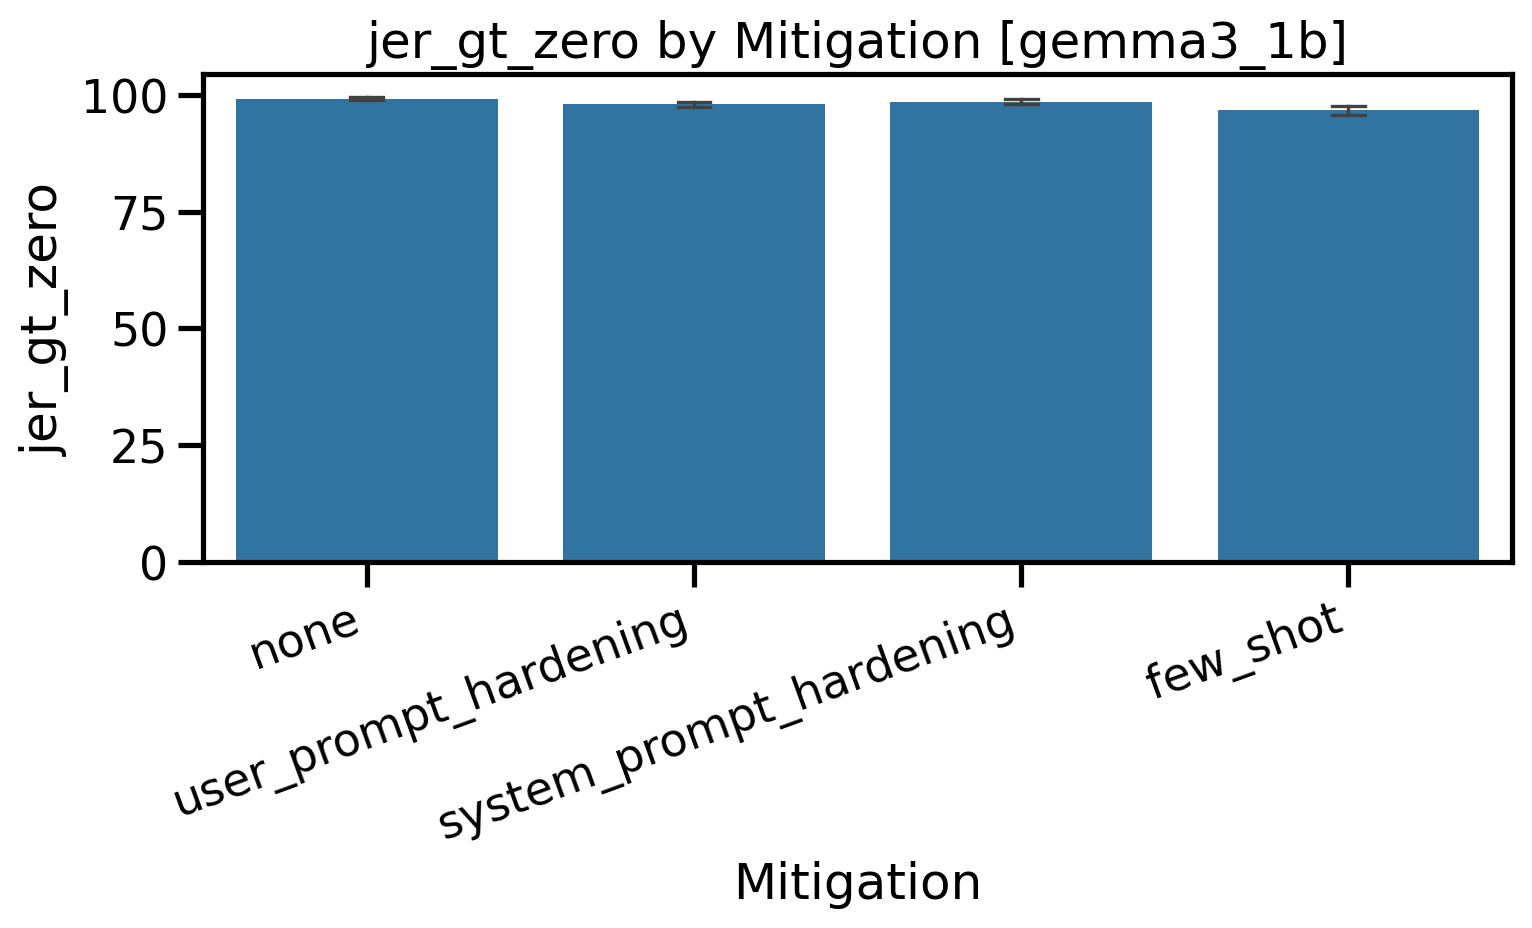 jer_gt_zero by Mitigation [gemma3_1b]
jer_gt_zero
100
75
50
25
0
none
user_prompt_hardening
system_prompt_hardening
few_shot
Mitigation